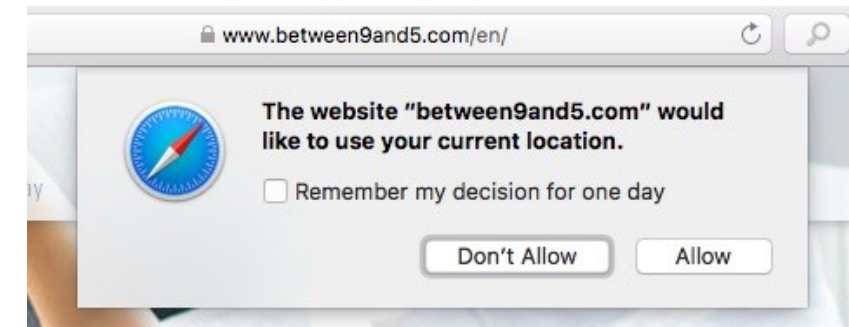 www.between9and5.com/en/
The website "between9and5.com" would
like to use your current location.
Remember my decision for one day
ay
Don't Allow
Allow